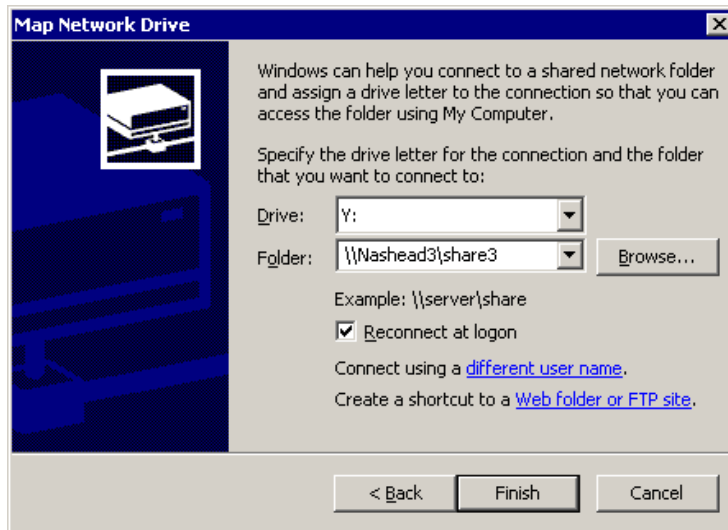 Map Network Drive
Windows can help you connect to a shared network folder
and assign a drive letter to the connection so that you can
access the folder using My Computer.
Specify the drive letter for the connection and the folder
that you want to connect to:
Drive: Y:
Folder: \\Nashead3\share3 Browse...
Example: \\server\share
Reconnect at logon
Connect using a different user name.
Create a shortcut to a Web folder or FTP site.
< Back Finish Cancel